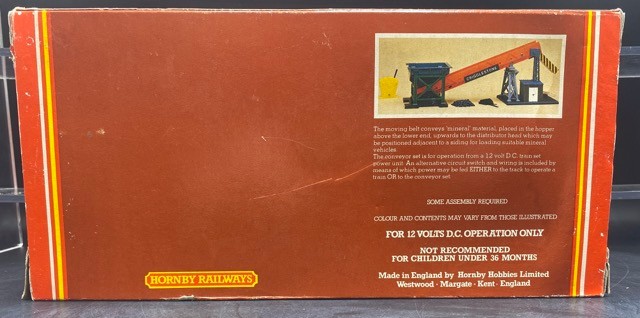 CRIGGLESTONE
The moving belt conveys 'mineral' material, placed in the hopper
above the lower end, upwards to the distributor head which may
be positioned adjacent to a siding for loading suitable mineral
vehicles.
The conveyor set is for operation from a 12 volt D.C. train set
power unit. An alternative circuit switch and wiring is included by
means of which power may be fed EITHER to the track to operate a
train OR to the conveyor set.
SOME ASSEMBLY REQUIRED
COLOUR AND CONTENTS MAY VARY FROM THOSE ILLUSTRATED
FOR 12 VOLTS D.C. OPERATION ONLY
NOT RECOMMENDED
FOR CHILDREN UNDER 36 MONTHS
Made in England by Hornby Hobbies Limited
Westwood · Margate · Kent · England
HORNBY RAILWAYS